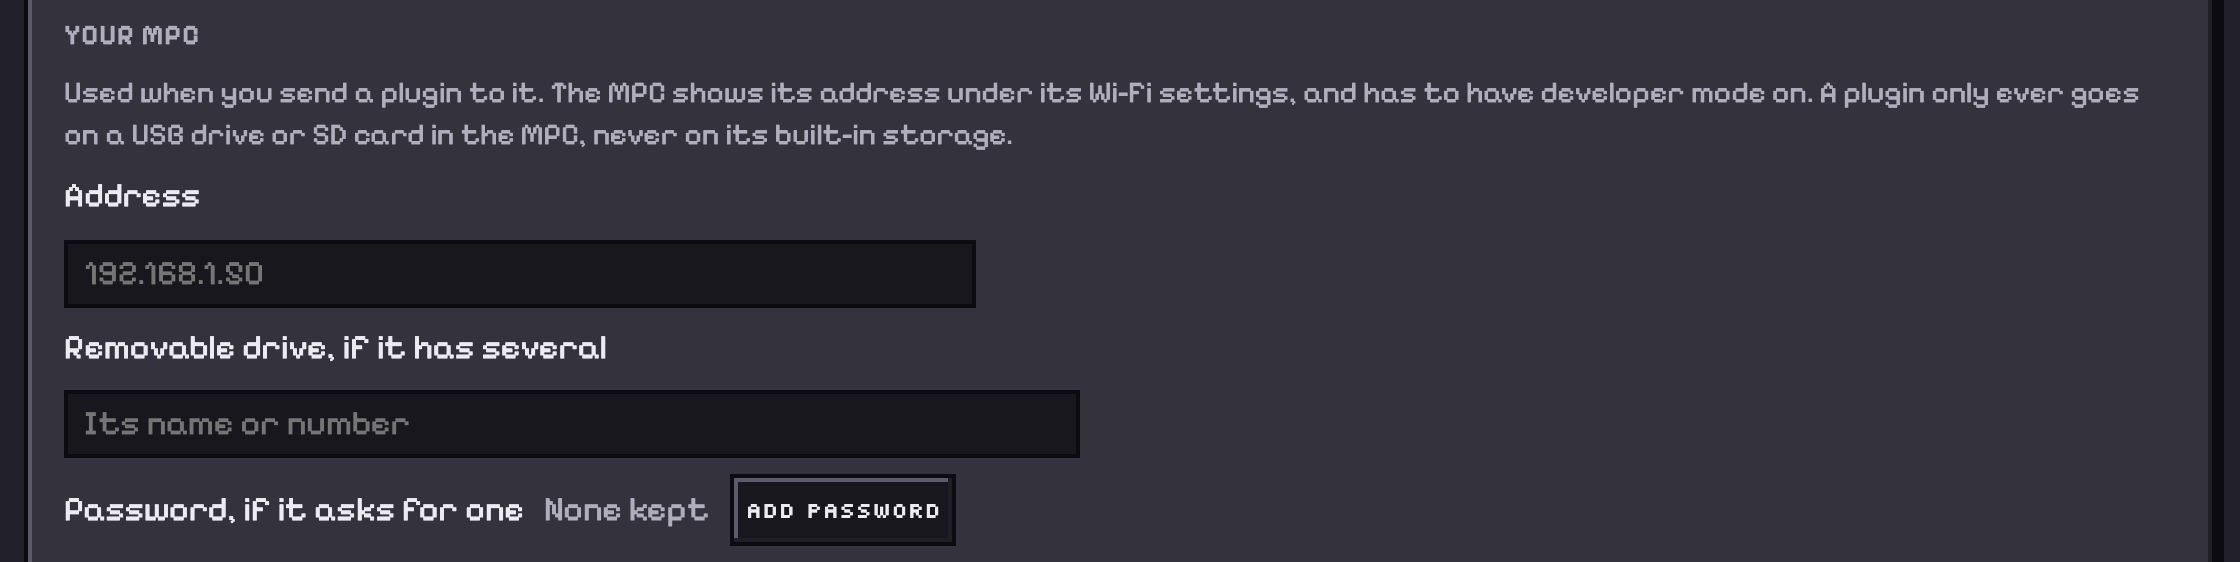 YOUR MPC
Used when you send a plugin to it. The MPC shows its address under its Wi-Fi settings, and has to have developer mode on. A plugin only ever goes
on a USB drive or SD card in the MPC, never on its built-in storage.
Address
192.168.1.80
Removable drive, if it has several
Its name or number
Password, if it asks for one None kept ADD PASSWORD